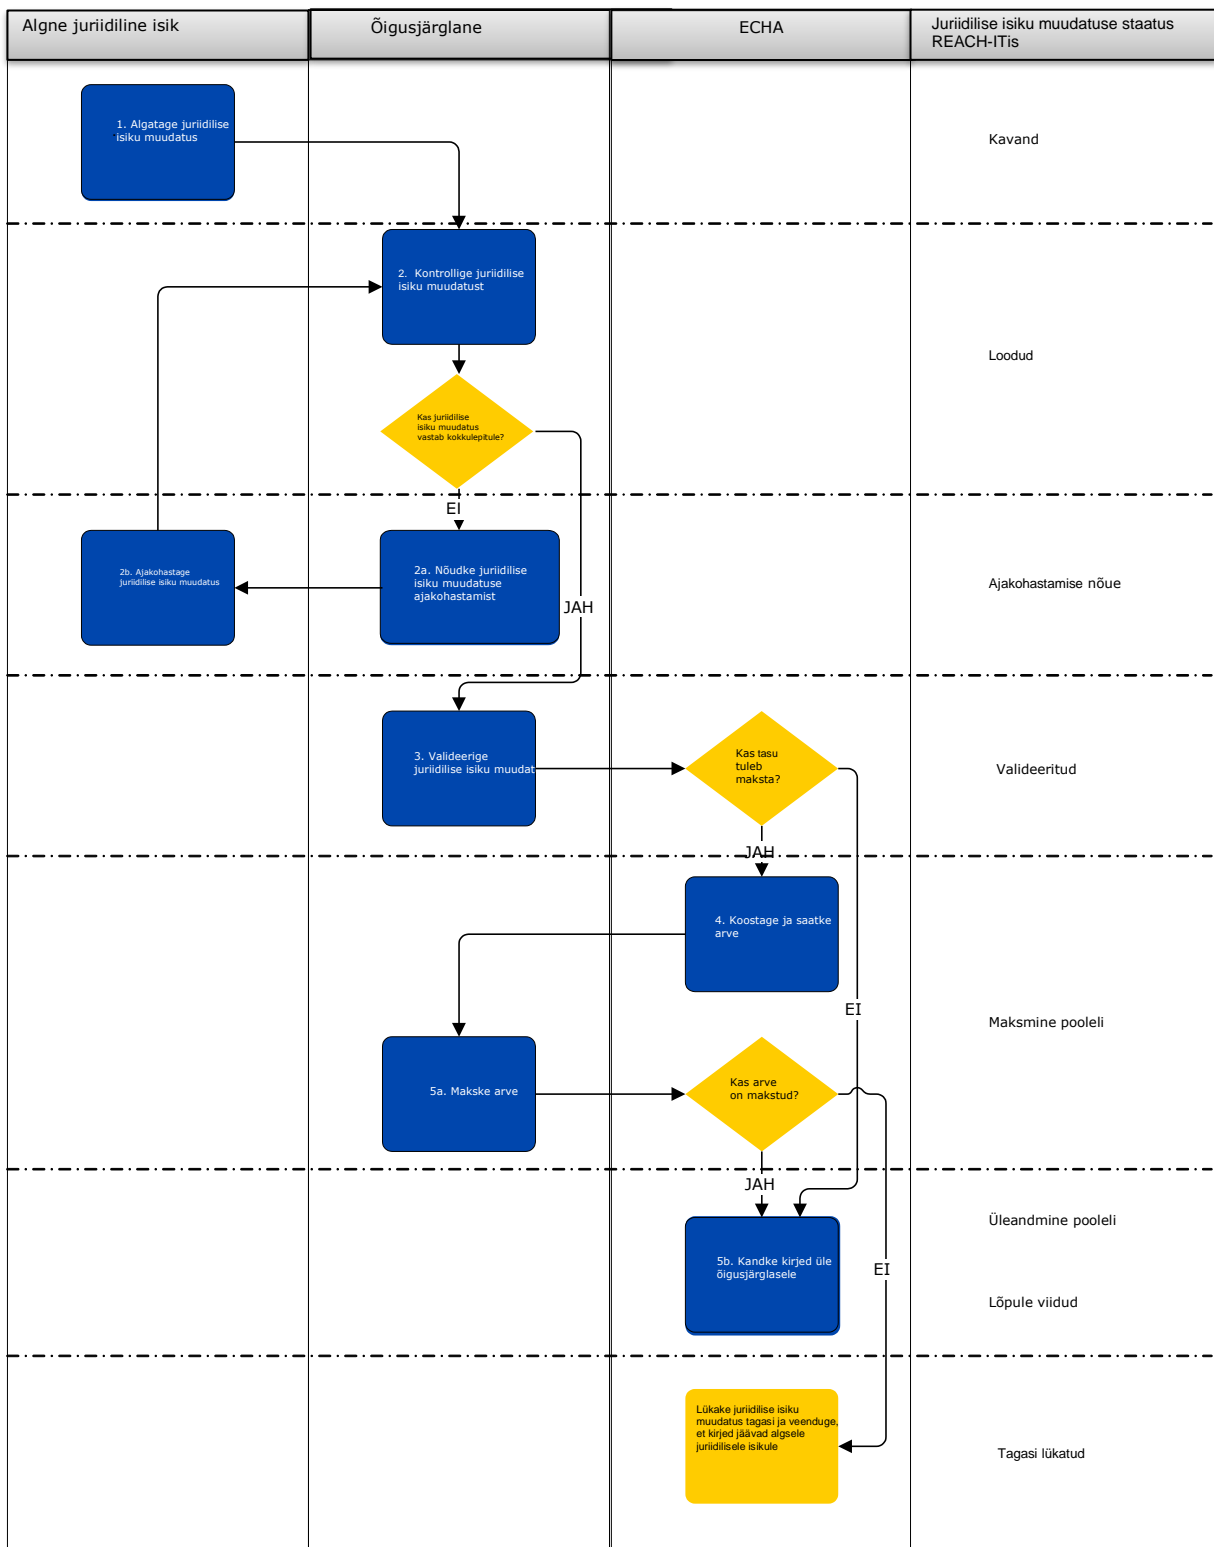 Algne juriidiline isik
Õigusjärglane
ECHA
Juriidilise isiku muudatuse staatus
REACH-ITis
1. Algatage juriidilise
isiku muudatus
Kavand
2. Kontrollige juriidilise
isiku muudatust
Loodud
Kas juriidilise
isiku muudatus
vastab kokkulepitule?
EI
2b. Ajakohastage
juriidilise isiku muudatus
2a. Nõudke juriidilise
isiku muudatuse
ajakohastamist
JAH
Ajakohastamise nõue
3. Valideerige
juriidilise isiku muudat
Kas tasu
tuleb
maksta?
Valideeritud
JAH
4. Koostage ja saatke
arve
EI
Maksmine pooleli
5a. Makske arve
Kas arve
on makstud?
JAH
Üleandmine pooleli
5b. Kandke kirjed üle
õigusjärglasele
EI
Lõpule viidud
Lükake juriidilise isiku
muudatus tagasi ja veenduge,
et kirjed jäävad algsele
juriidilisele isikule
Tagasi lükatud